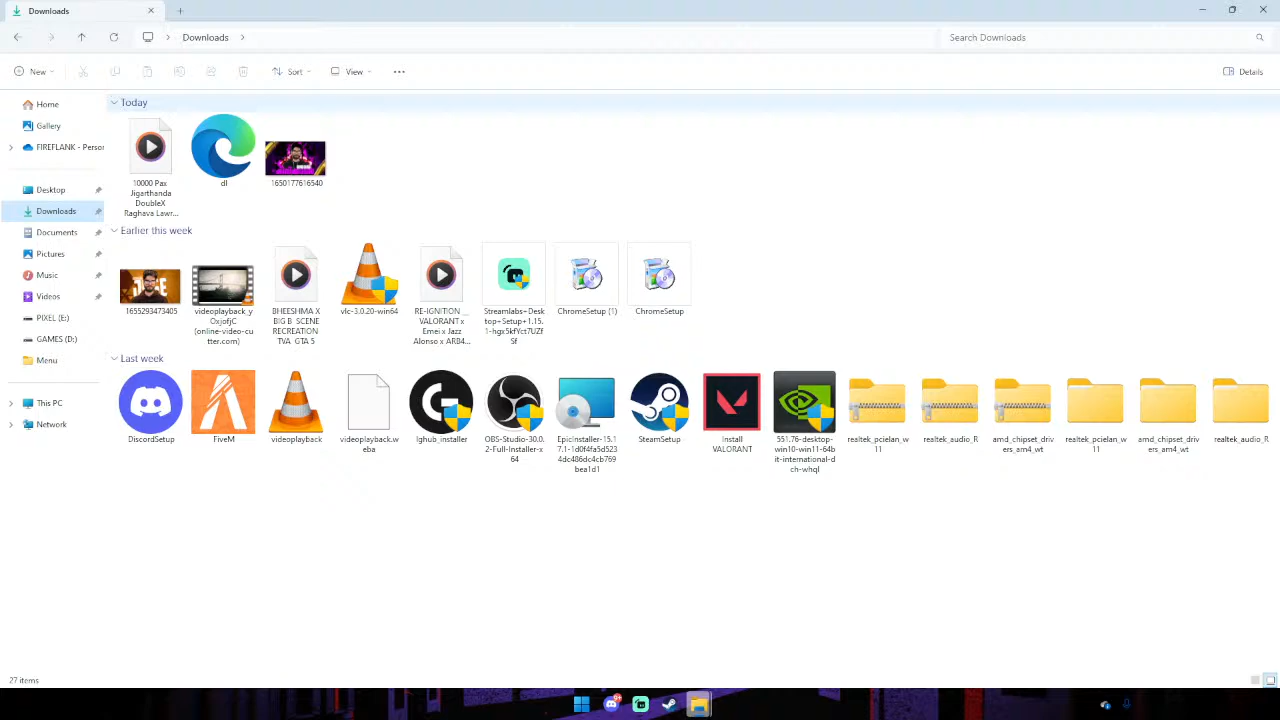 Downloads
Downloads
Search Downloads
New
Sort
View
Details
Home
Gallery
FIREFLANK - Persor
Desktop
Downloads
Documents
Pictures
Music
Videos
PIXEL (E:)
GAMES (D:)
Menu
This PC
Network
Today
10000 Pax
Jigarthanda
DoubleX
Raghava Lawr...
dl
1650177616540
Earlier this week
1655293473405
videoplayback_y
OxjofjC
(online-video-cu
tter.com)
BHEESHMA X
BIG B SCENE
RECREATION
TVA GTA 5
vlc-3.0.20-win64
RE-IGNITION __
VALORANT x
Emei x Jazz
Alonso x ARB4...
Streamlabs+Desk
top+Setup+1.15.
1-hgx5kfYct7UZf
Sf
ChromeSetup (1)
ChromeSetup
Last week
DiscordSetup
FiveM
videoplayback
videoplayback.w
eba
lghub_installer
OBS-Studio-30.0.
2-Full-Installer-x
64
EpicInstaller-15.1
7.1-1d0f4fa5d523
4dc486dc4cb769
bea1d1
SteamSetup
Install
VALORANT
551.76-desktop-
win10-win11-64b
it-international-d
ch-whql
realtek_pcielan_w
11
realtek_audio_R
amd_chipset_driv
ers_am4_wt
realtek_pcielan_w
11
amd_chipset_driv
ers_am4_wt
realtek_audio_R
27 items